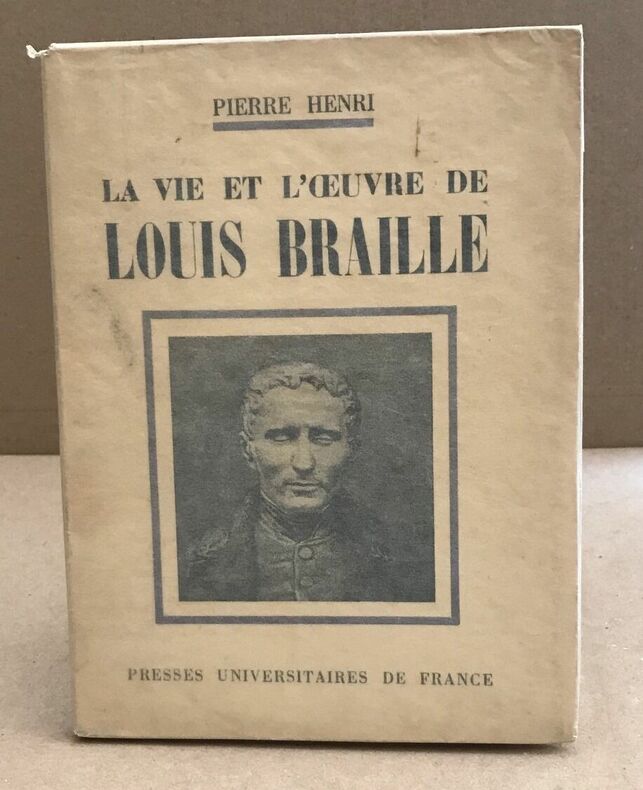 PIERRE HENRI
LA VIE ET L'ŒUVRE DE
LOUIS BRAILLE
PRESSES UNIVERSITAIRES DE FRANCE